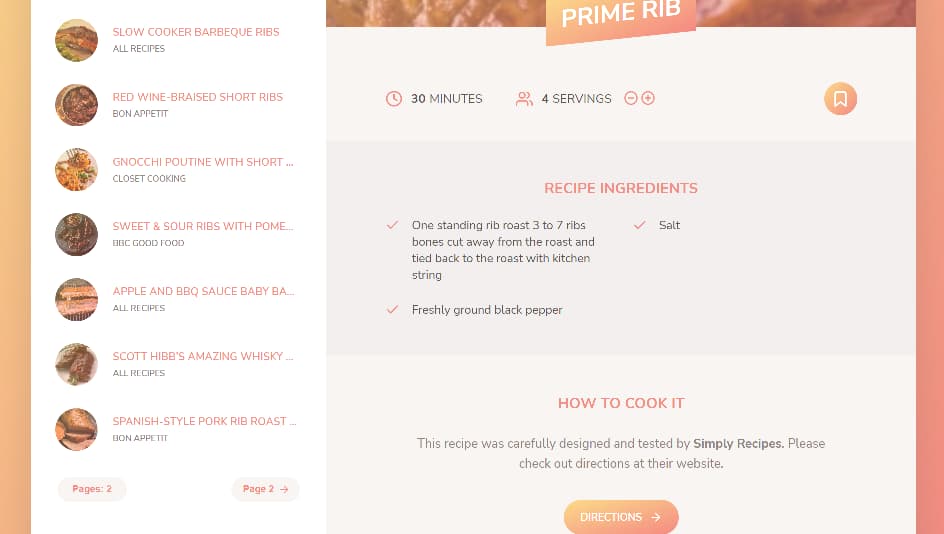 SLOW COOKER BARBEQUE RIBS
ALL RECIPES
RED WINE-BRAISED SHORT RIBS
BON APPETIT
GNOCCHI POUTINE WITH SHORT ...
CLOSET COOKING
SWEET & SOUR RIBS WITH POME...
BBC GOOD FOOD
APPLE AND BBQ SAUCE BABY BA...
ALL RECIPES
SCOTT HIBB'S AMAZING WHISKY ...
ALL RECIPES
SPANISH-STYLE PORK RIB ROAST ...
BON APPETIT
Pages: 2
Page 2
PRIME RIB
30 MINUTES
4 SERVINGS
RECIPE INGREDIENTS
One standing rib roast 3 to 7 ribs
bones cut away from the roast and
tied back to the roast with kitchen
string
Salt
Freshly ground black pepper
HOW TO COOK IT
This recipe was carefully designed and tested by Simply Recipes. Please
check out directions at their website.
DIRECTIONS